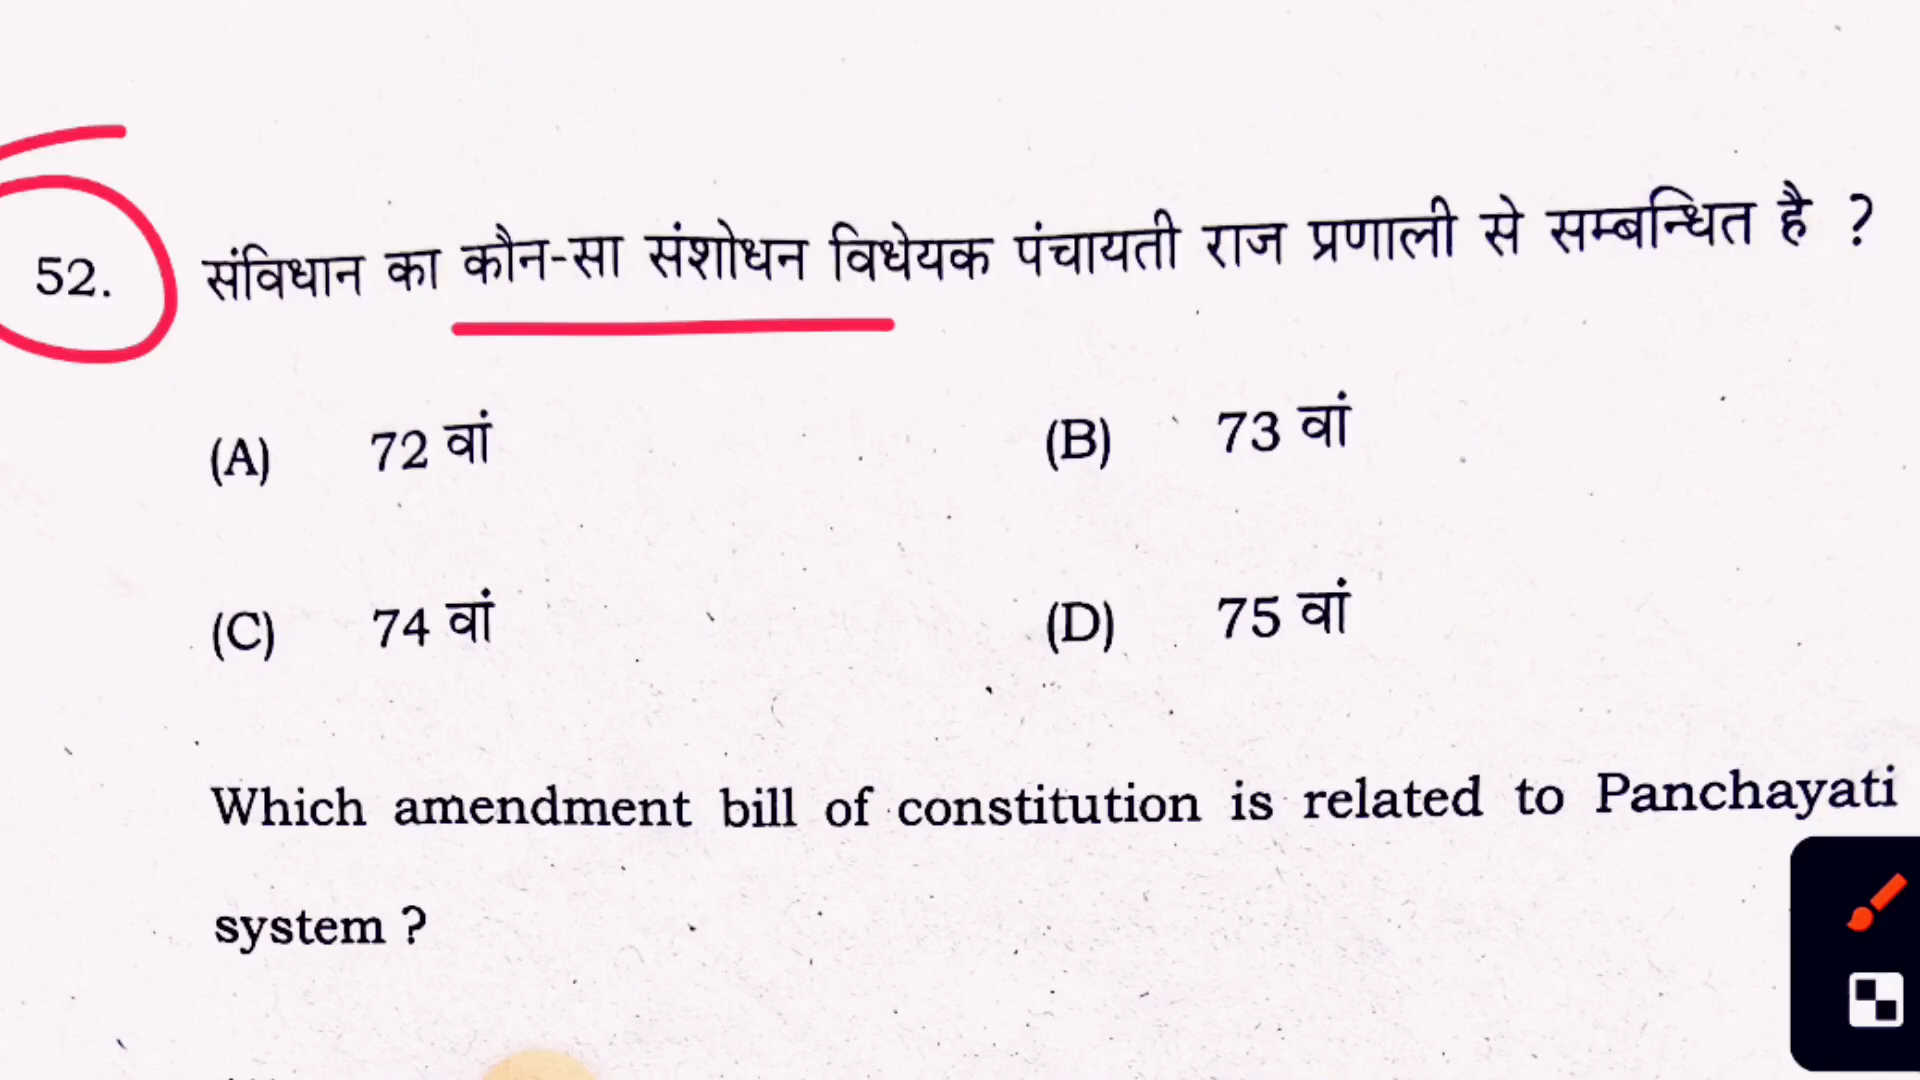 52. संविधान का कौन-सा संशोधन विधेयक पंचायती राज प्रणाली से सम्बन्धित है ?
(A) 72 वां (B) 73 वां
(C) 74 वां (D) 75 वां
Which amendment bill of constitution is related to Panchayati
system ?